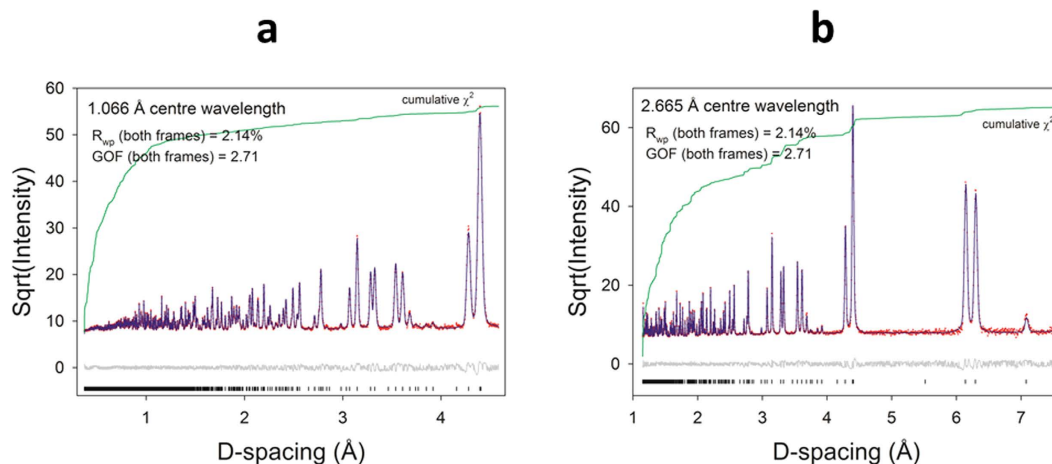 a
b
60
50
40
30
20
10
0
Sqrt(Intensity)
1.066 Å centre wavelength
cumulative χ²
Rwp (both frames) = 2.14%
GOF (both frames) = 2.71
1 2 3 4
D-spacing (Å)
60
40
20
0
Sqrt(Intensity)
2.665 Å centre wavelength
Rwp (both frames) = 2.14%
cumulative χ²
GOF (both frames) = 2.71
1 2 3 4 5 6 7
D-spacing (Å)